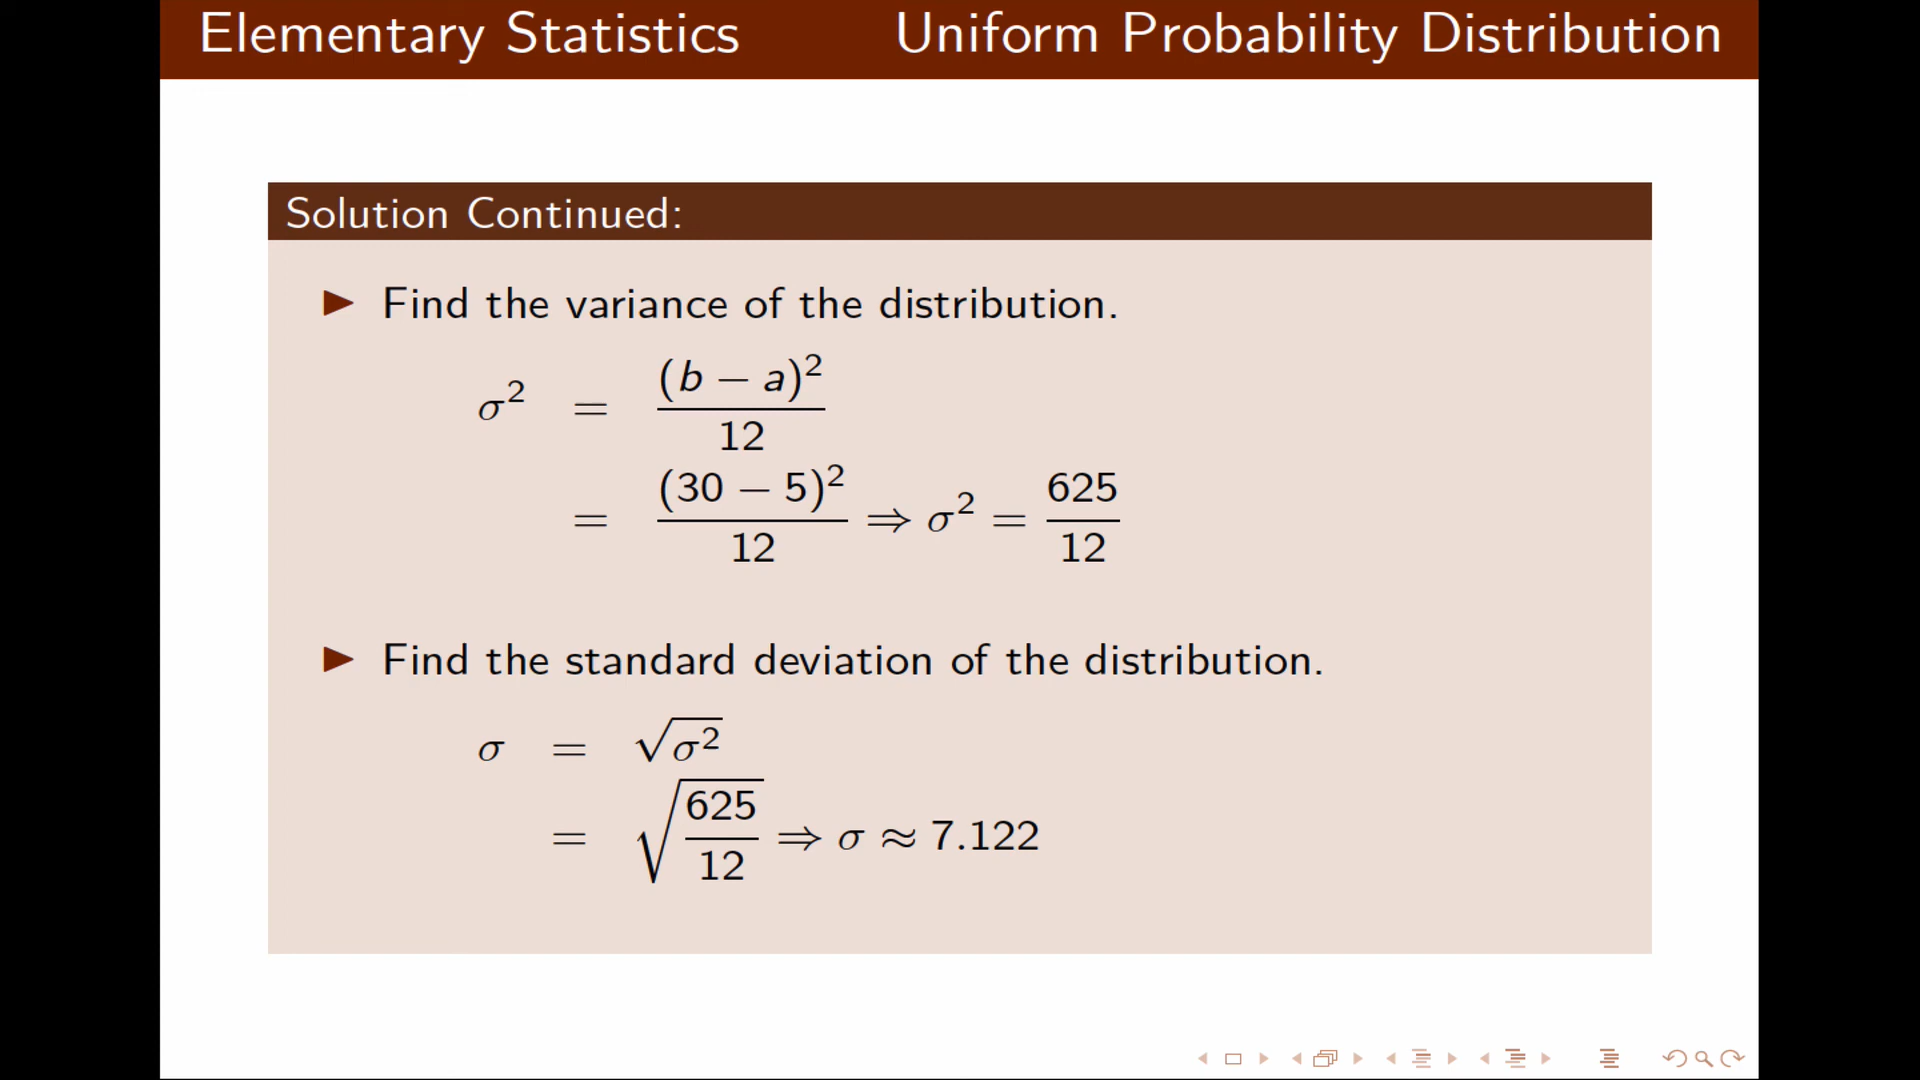 Elementary Statistics Uniform Probability Distribution
Solution Continued:
▶ Find the variance of the distribution.
σ² = (b − a)²/12
= (30 − 5)²/12 ⇒ σ² = 625/12
▶ Find the standard deviation of the distribution.
σ = √σ²
= √(625/12) ⇒ σ ≈ 7.122